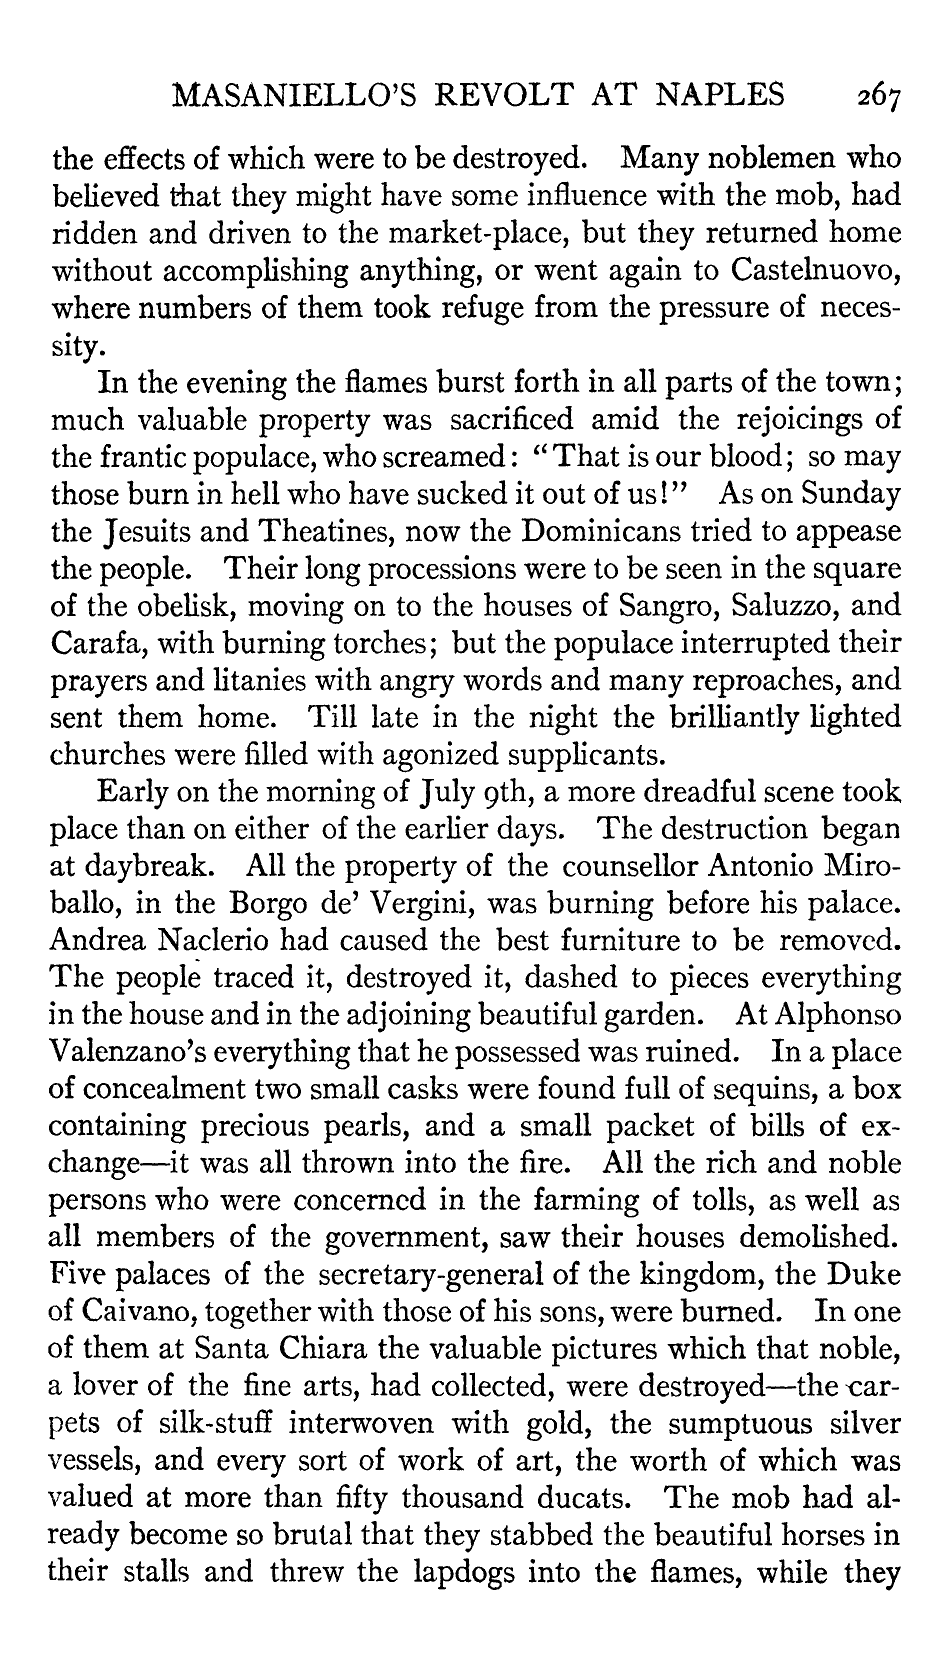 MASANIELLO'S REVOLT AT NAPLES 267
the effects of which were to be destroyed. Many noblemen who
believed that they might have some influence with the mob, had
ridden and driven to the market-place, but they returned home
without accomplishing anything, or went again to Castelnuovo,
where numbers of them took refuge from the pressure of neces-
sity.
In the evening the flames burst forth in all parts of the town;
much valuable property was sacrificed amid the rejoicings of
the frantic populace, who screamed: "That is our blood; so may
those burn in hell who have sucked it out of us!" As on Sunday
the Jesuits and Theatines, now the Dominicans tried to appease
the people. Their long processions were to be seen in the square
of the obelisk, moving on to the houses of Sangro, Saluzzo, and
Carafa, with burning torches; but the populace interrupted their
prayers and litanies with angry words and many reproaches, and
sent them home. Till late in the night the brilliantly lighted
churches were filled with agonized supplicants.
Early on the morning of July 9th, a more dreadful scene took
place than on either of the earlier days. The destruction began
at daybreak. All the property of the counsellor Antonio Miro-
ballo, in the Borgo de' Vergini, was burning before his palace.
Andrea Naclerio had caused the best furniture to be removed.
The people traced it, destroyed it, dashed to pieces everything
in the house and in the adjoining beautiful garden. At Alphonso
Valenzano's everything that he possessed was ruined. In a place
of concealment two small casks were found full of sequins, a box
containing precious pearls, and a small packet of bills of ex-
change—it was all thrown into the fire. All the rich and noble
persons who were concerned in the farming of tolls, as well as
all members of the government, saw their houses demolished.
Five palaces of the secretary-general of the kingdom, the Duke
of Caivano, together with those of his sons, were burned. In one
of them at Santa Chiara the valuable pictures which that noble,
a lover of the fine arts, had collected, were destroyed—the car-
pets of silk-stuff interwoven with gold, the sumptuous silver
vessels, and every sort of work of art, the worth of which was
valued at more than fifty thousand ducats. The mob had al-
ready become so brutal that they stabbed the beautiful horses in
their stalls and threw the lapdogs into the flames, while they